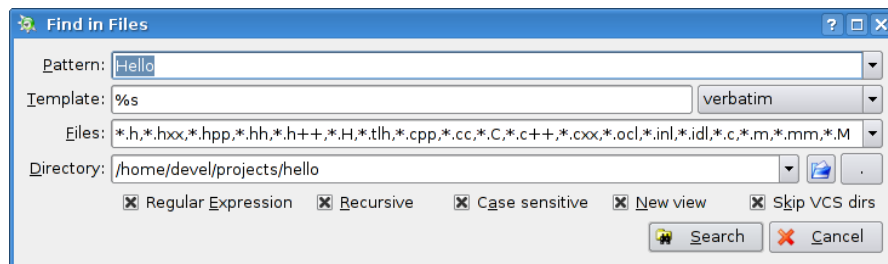 Find in Files
Pattern: Hello
Template: %s verbatim
Files: *.h,*.hxx,*.hpp,*.hh,*.h++,*.H,*.tlh,*.cpp,*.cc,*.C,*.c++,*.cxx,*.ocl,*.inl,*.idl,*.c,*.m,*.mm,*.M
Directory: /home/devel/projects/hello .
Regular Expression Recursive Case sensitive New view Skip VCS dirs
Search Cancel